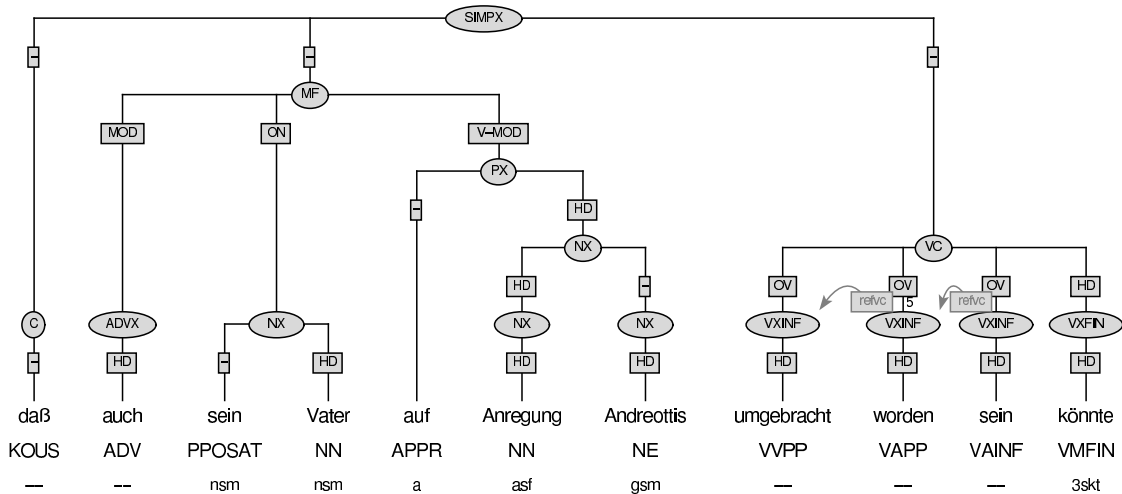 SIMPX
– – –
MF
MOD ON V–MOD
PX
– HD
NX VC
HD – OV OV OV HD
refvc 5 refvc
C ADVX NX NX NX VXINF VXINF VXINF VXFIN
– HD – HD HD HD HD HD HD HD
daß auch sein Vater auf Anregung Andreottis umgebracht worden sein könnte
KOUS ADV PPOSAT NN APPR NN NE VVPP VAPP VAINF VMFIN
–– –– nsm nsm a asf gsm –– –– –– 3skt